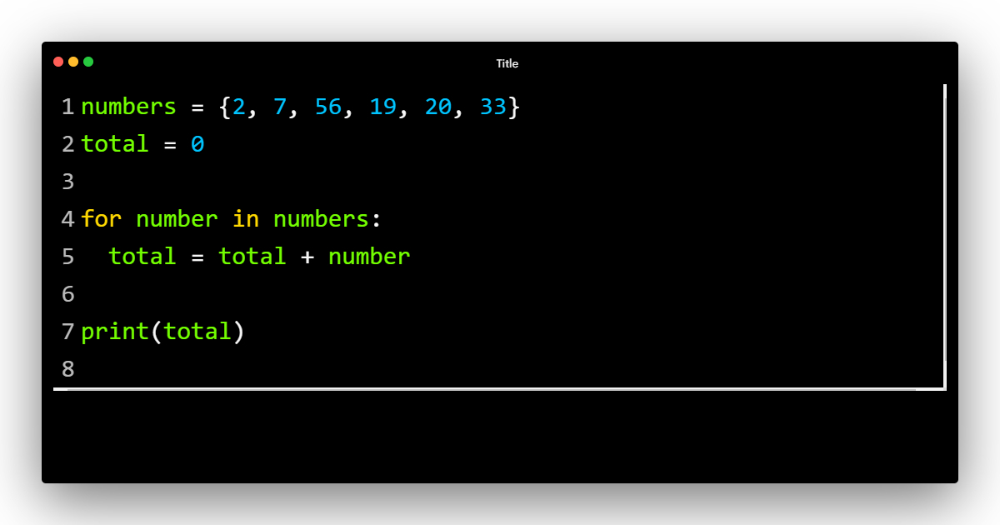 Title
1 numbers = {2, 7, 56, 19, 20, 33}
2 total = 0
3
4 for number in numbers:
5   total = total + number
6
7 print(total)
8